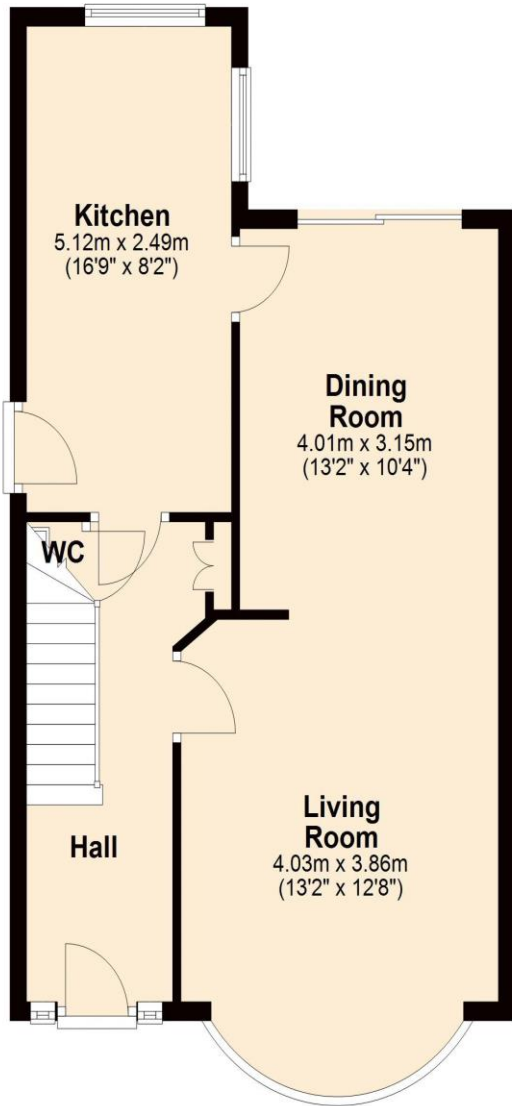 Kitchen
5.12m x 2.49m
(16'9" x 8'2")
Dining
Room
4.01m x 3.15m
(13'2" x 10'4")
WC
Living
Room
4.03m x 3.86m
(13'2" x 12'8")
Hall